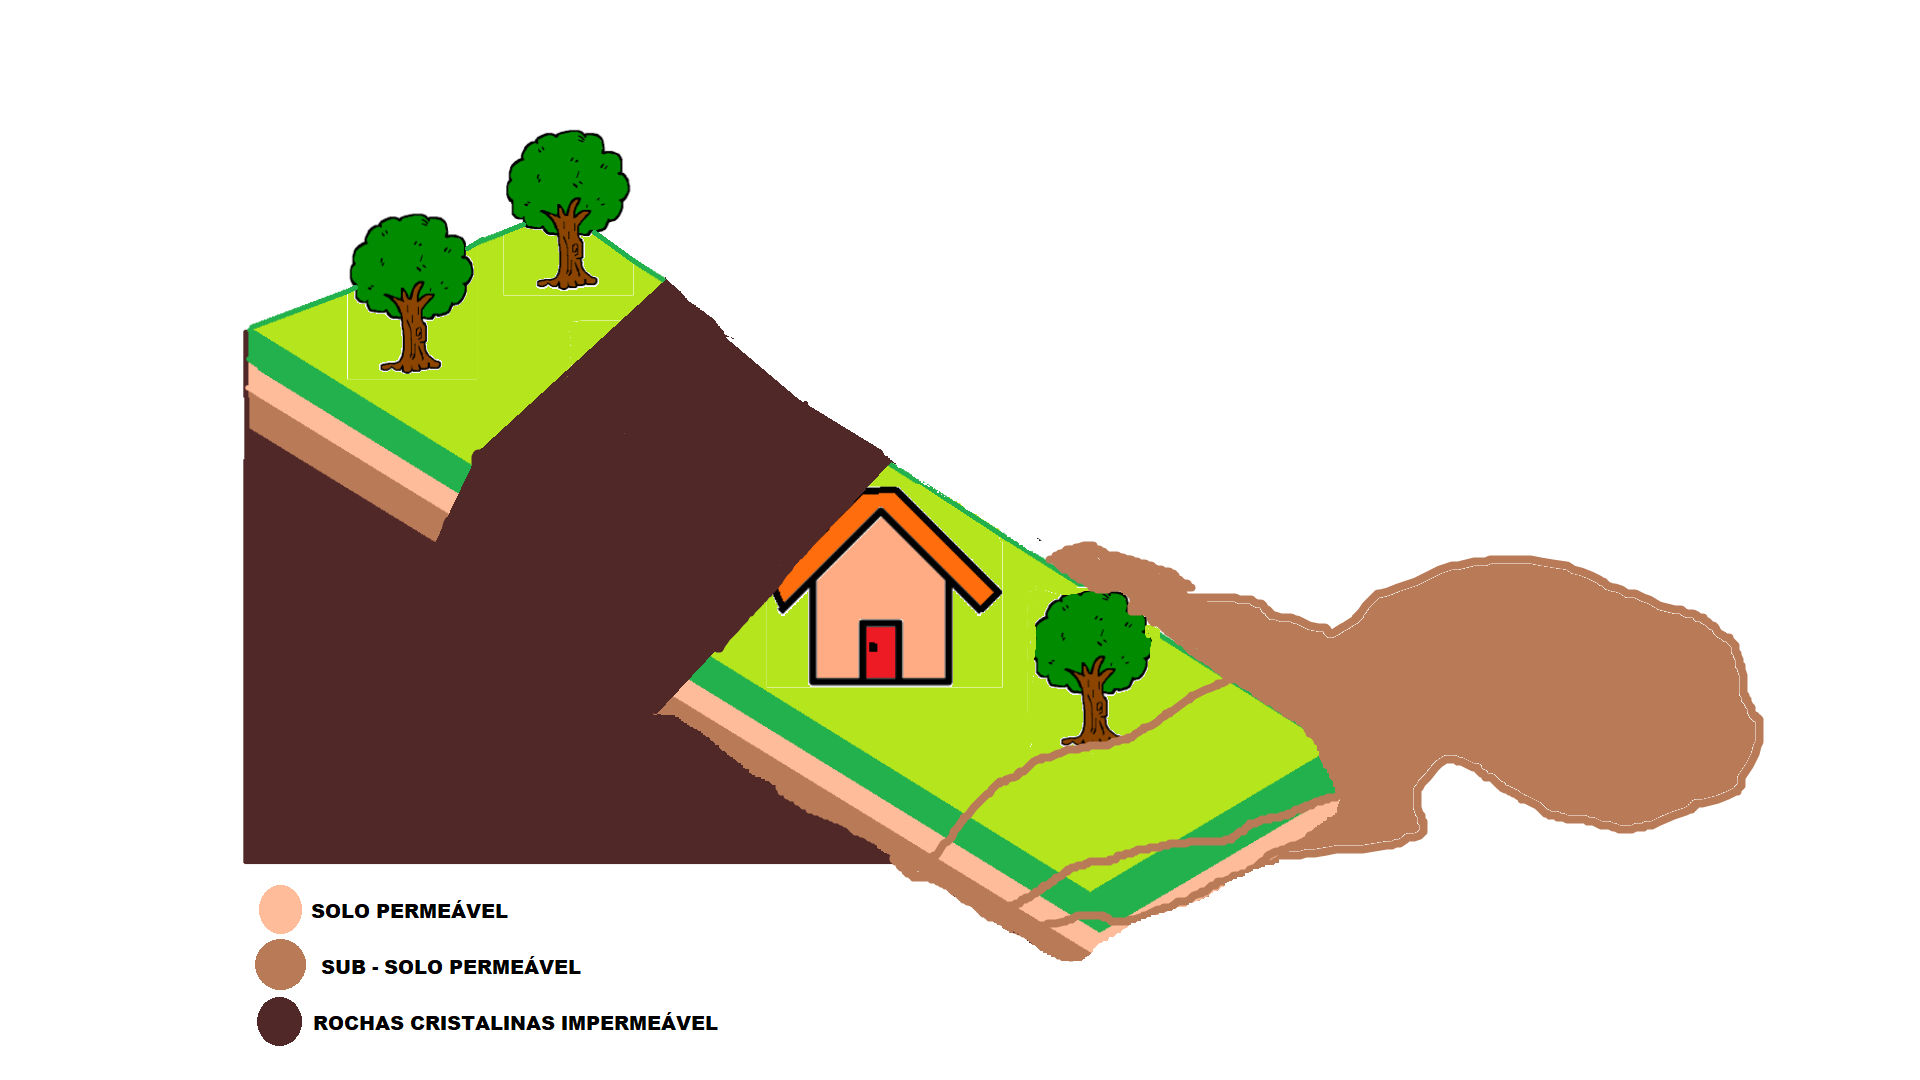 SOLO PERMEÁVEL
SUB - SOLO PERMEÁVEL
ROCHAS CRISTALINAS IMPERMEÁVEL